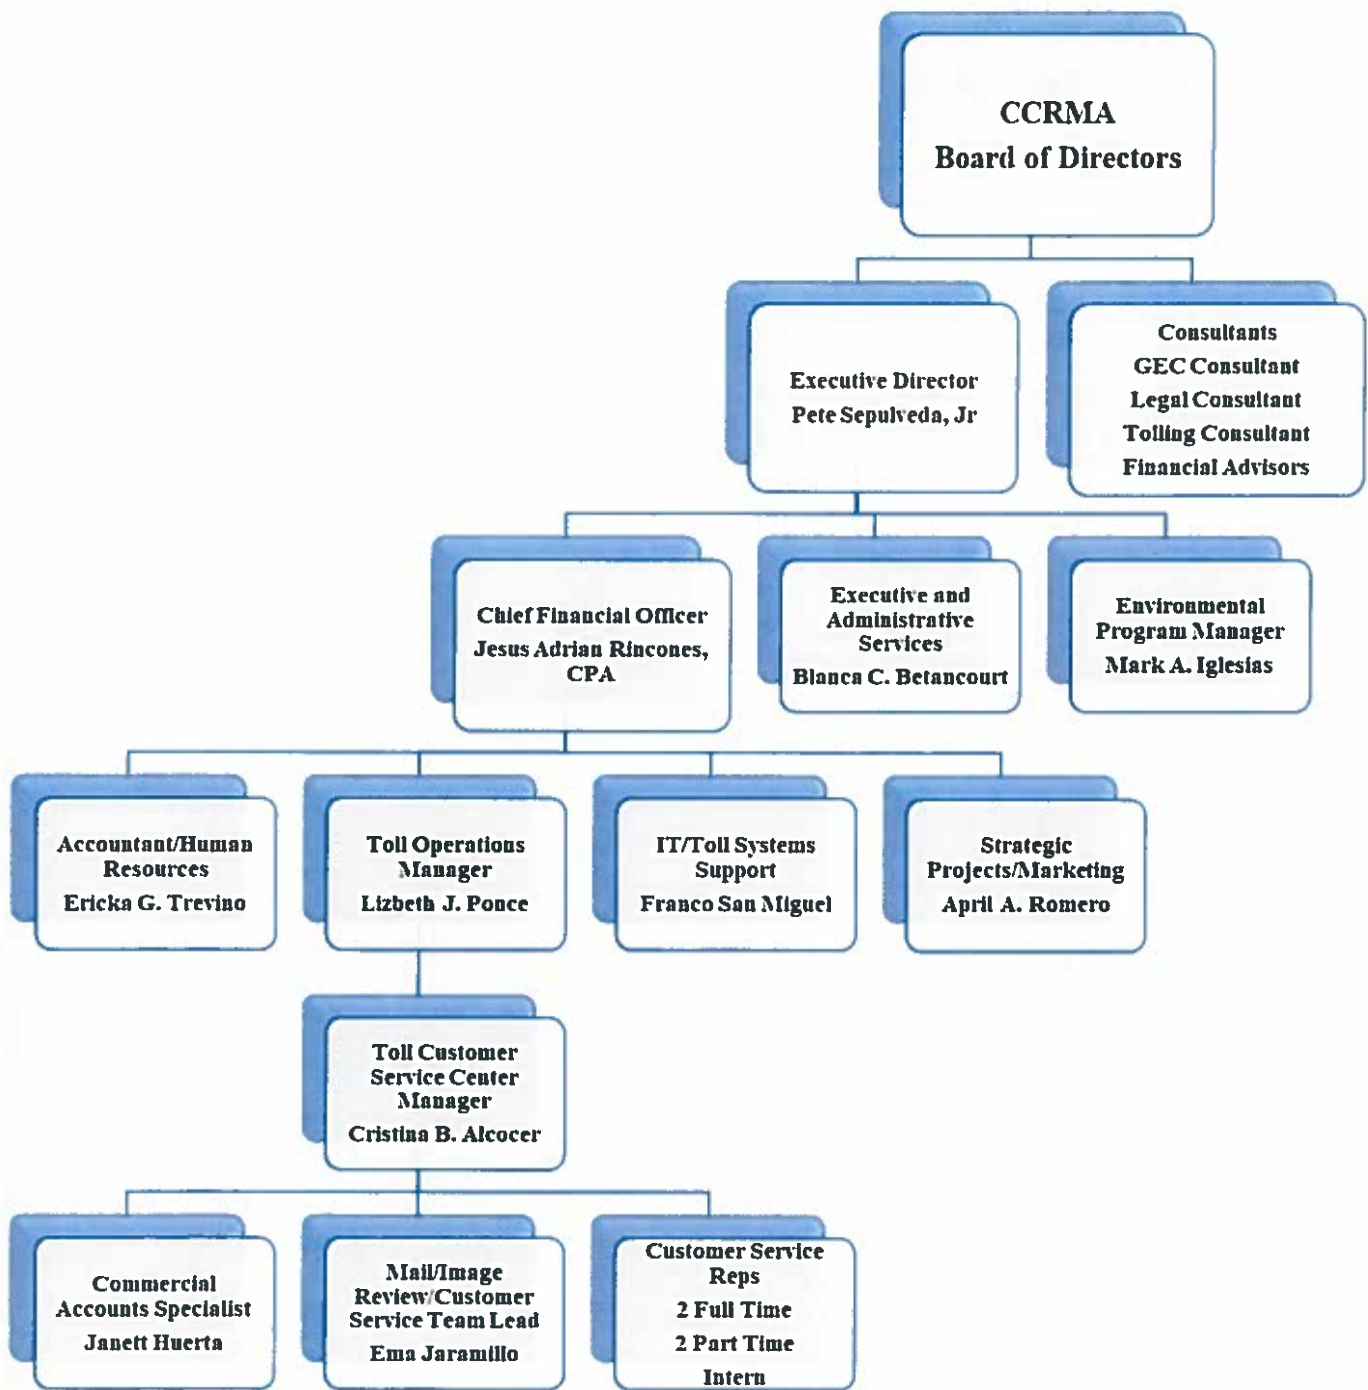 CCRMA
Board of Directors
Executive Director
Pete Sepulveda, Jr
Consultants
GEC Consultant
Legal Consultant
Tolling Consultant
Financial Advisors
Chief Financial Officer
Jesus Adrian Rincones,
CPA
Executive and
Administrative
Services
Blanca C. Betancourt
Environmental
Program Manager
Mark A. Iglesias
Accountant/Human
Resources
Ericka G. Trevino
Toll Operations
Manager
Lizbeth J. Ponce
IT/Toll Systems
Support
Franco San Miguel
Strategic
Projects/Marketing
April A. Romero
Toll Customer
Service Center
Manager
Cristina B. Alcocer
Commercial
Accounts Specialist
Janett Huerta
Mail/Image
Review/Customer
Service Team Lead
Ema Jaramillo
Customer Service
Reps
2 Full Time
2 Part Time
Intern